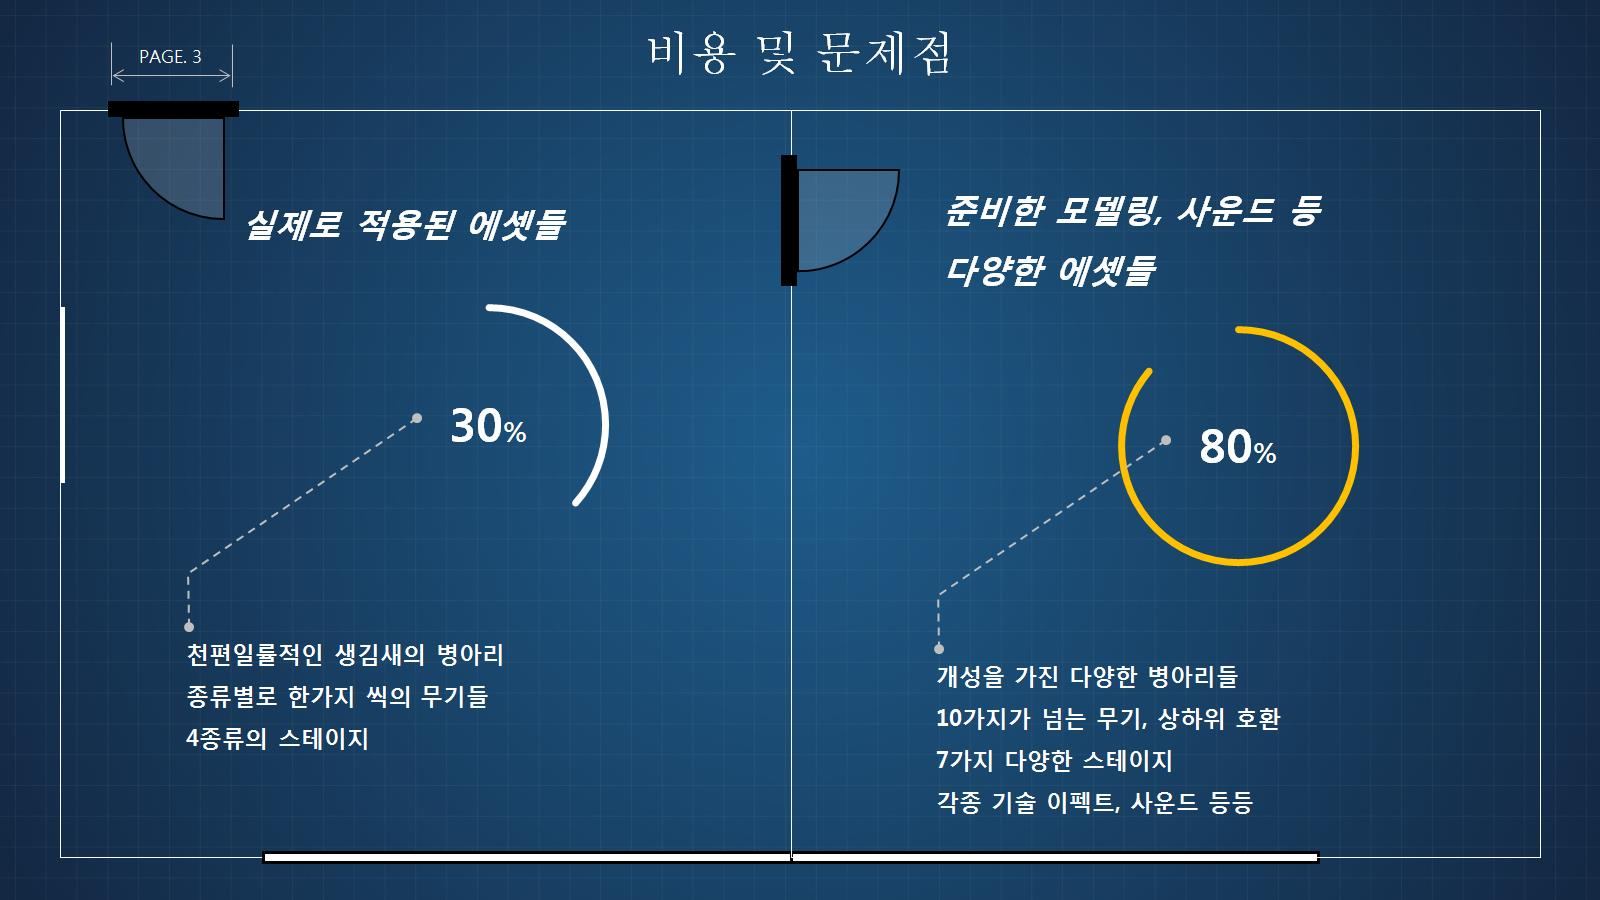 비용 및 문제점
PAGE. 3
실제로 적용된 에셋들
30%
천편일률적인 생김새의 병아리
종류별로 한가지 씩의 무기들
4종류의 스테이지
준비한 모델링, 사운드 등
다양한 에셋들
80%
개성을 가진 다양한 병아리들
10가지가 넘는 무기, 상하위 호환
7가지 다양한 스테이지
각종 기술 이펙트, 사운드 등등